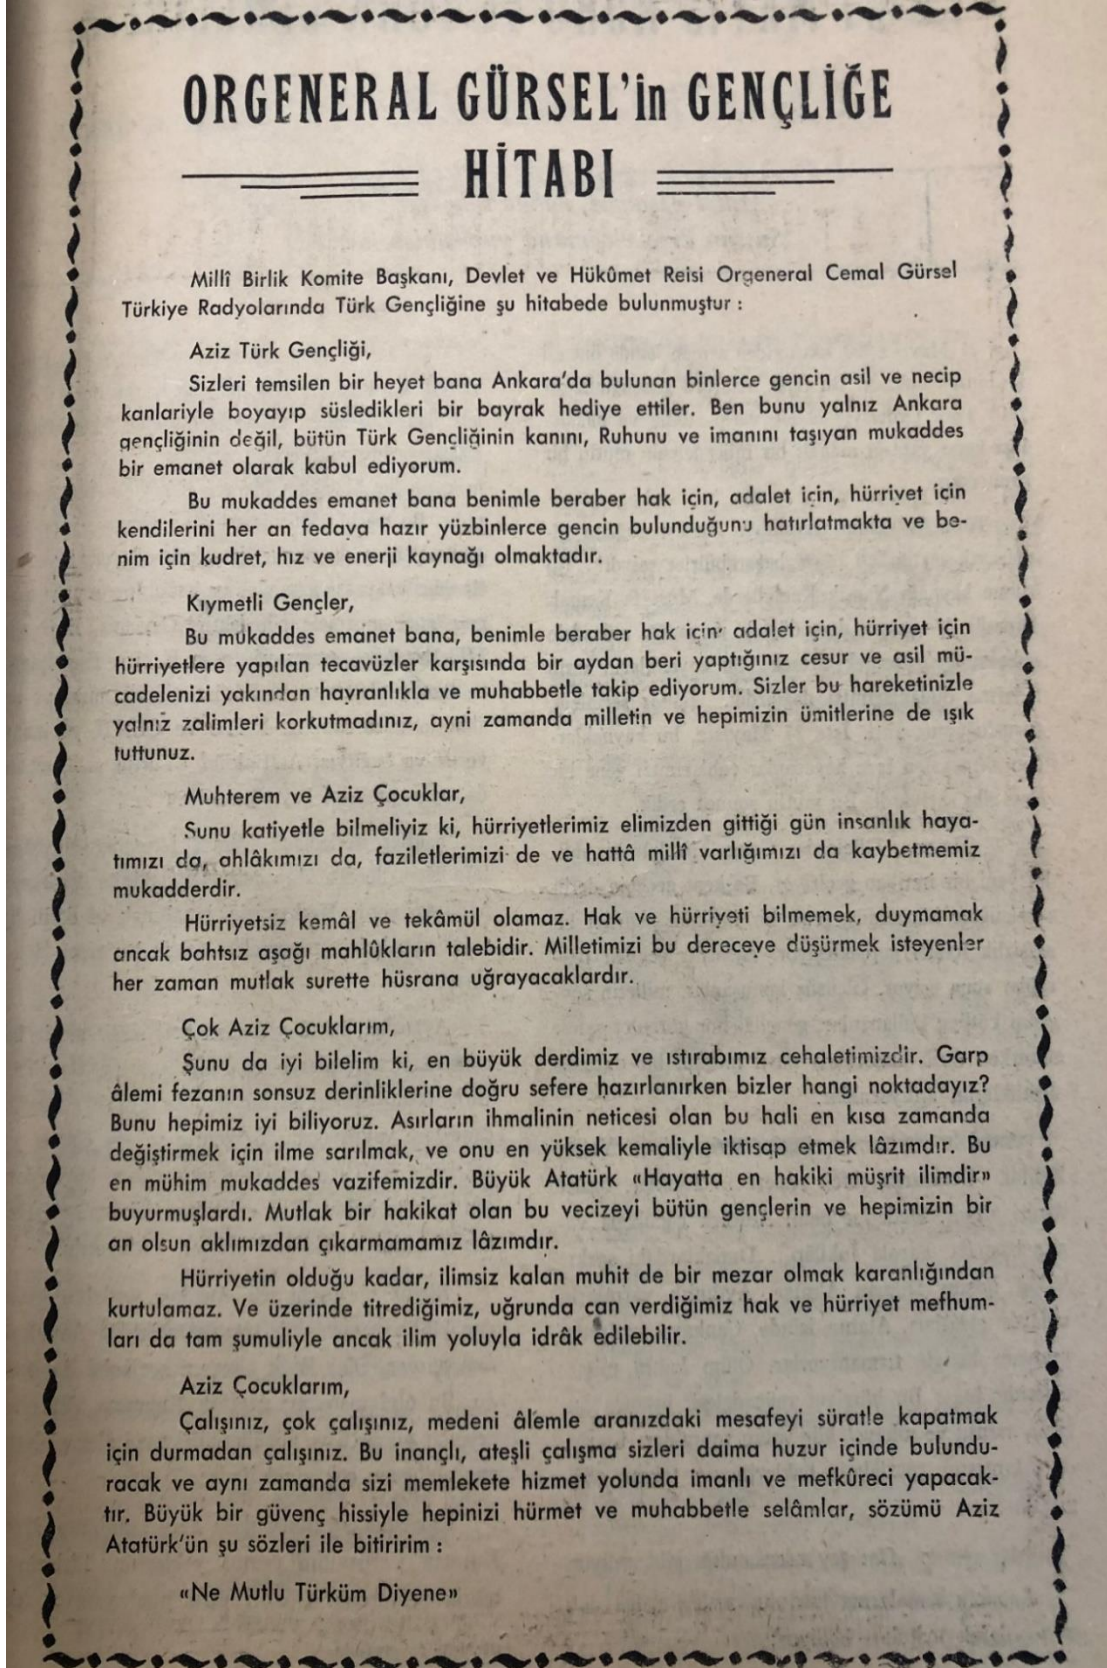 ORGENERAL GÜRSEL'in GENÇLİĞE
HİTABI
Millî Birlik Komite Başkanı, Devlet ve Hükûmet Reisi Orgeneral Cemal Gürsel
Türkiye Radyolarında Türk Gençliğine şu hitabede bulunmuştur :
Aziz Türk Gençliği,
Sizleri temsilen bir heyet bana Ankara'da bulunan binlerce gencin asil ve necip
kanlariyle boyayıp süsledikleri bir bayrak hediye ettiler. Ben bunu yalnız Ankara
gençliğinin değil, bütün Türk Gençliğinin kanını, Ruhunu ve imanını taşıyan mukaddes
bir emanet olarak kabul ediyorum.
Bu mukaddes emanet bana benimle beraber hak için, adalet için, hürriyet için
kendilerini her an fedaya hazır yüzbinlerce gencin bulunduğunu hatırlatmakta ve be-
nim için kudret, hız ve enerji kaynağı olmaktadır.
Kıymetli Gençler,
Bu mukaddes emanet bana, benimle beraber hak için adalet için, hürriyet için
hürriyetlere yapılan tecavüzler karşısında bir aydan beri yaptığınız cesur ve asil mü-
cadelenizi yakından hayranlıkla ve muhabbetle takip ediyorum. Sizler bu hareketinizle
yalnız zalimleri korkutmadınız, ayni zamanda milletin ve hepimizin ümitlerine de ışık
tuttunuz.
Muhterem ve Aziz Çocuklar,
Şunu katiyetle bilmeliyiz ki, hürriyetlerimiz elimizden gittiği gün insanlık haya-
tımızı da, ahlâkımızı da, faziletlerimizi de ve hattâ millî varlığımızı da kaybetmemiz
mukadderdir.
Hürriyetsiz kemâl ve tekâmül olamaz. Hak ve hürriyeti bilmemek, duymamak
ancak bahtsız aşağı mahlûkların talebidir. Milletimizi bu dereceye düşürmek isteyenler
her zaman mutlak surette hüsrana uğrayacaklardır.
Çok Aziz Çocuklarım,
Şunu da iyi bilelim ki, en büyük derdimiz ve ıstırabımız cehaletimizdir. Garp
âlemi fezanın sonsuz derinliklerine doğru sefere hazırlanırken bizler hangi noktadayız?
Bunu hepimiz iyi biliyoruz. Asırların ihmalinin neticesi olan bu hali en kısa zamanda
değiştirmek için ilme sarılmak, ve onu en yüksek kemaliyle iktisap etmek lâzımdır. Bu
en mühim mukaddes vazifemizdir. Büyük Atatürk «Hayatta en hakiki müşrit ilimdir»
buyurmuşlardı. Mutlak bir hakikat olan bu vecizeyi bütün gençlerin ve hepimizin bir
an olsun aklımızdan çıkarmamamız lâzımdır.
Hürriyetin olduğu kadar, ilimsiz kalan muhit de bir mezar olmak karanlığından
kurtulamaz. Ve üzerinde titrediğimiz, uğrunda can verdiğimiz hak ve hürriyet mefhum-
ları da tam şumuliyle ancak ilim yoluyla idrâk edilebilir.
Aziz Çocuklarım,
Çalışınız, çok çalışınız, medeni âlemle aranızdaki mesafeyi süratle kapatmak
için durmadan çalışınız. Bu inançlı, ateşli çalışma sizleri daima huzur içinde bulundu-
racak ve aynı zamanda sizi memlekete hizmet yolunda imanlı ve mefkûreci yapacak-
tır. Büyük bir güvenç hissiyle hepinizi hürmet ve muhabbetle selâmlar, sözümü Aziz
Atatürk'ün şu sözleri ile bitiririm :
«Ne Mutlu Türküm Diyene»